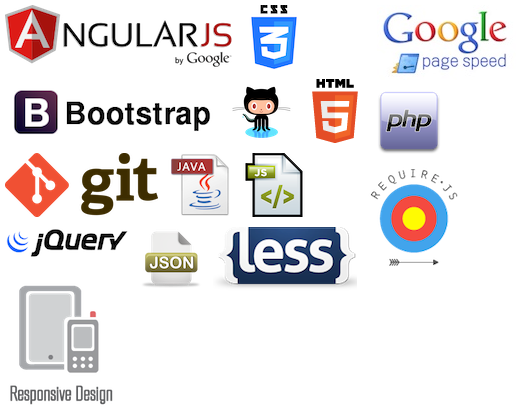 ANGULARJS
by Google
CSS
3
Google
page speed
B Bootstrap
HTML
5
php
git
JAVA
JS
</>
REQUIRE·JS
jQuery
JSON
{less}
Responsive Design